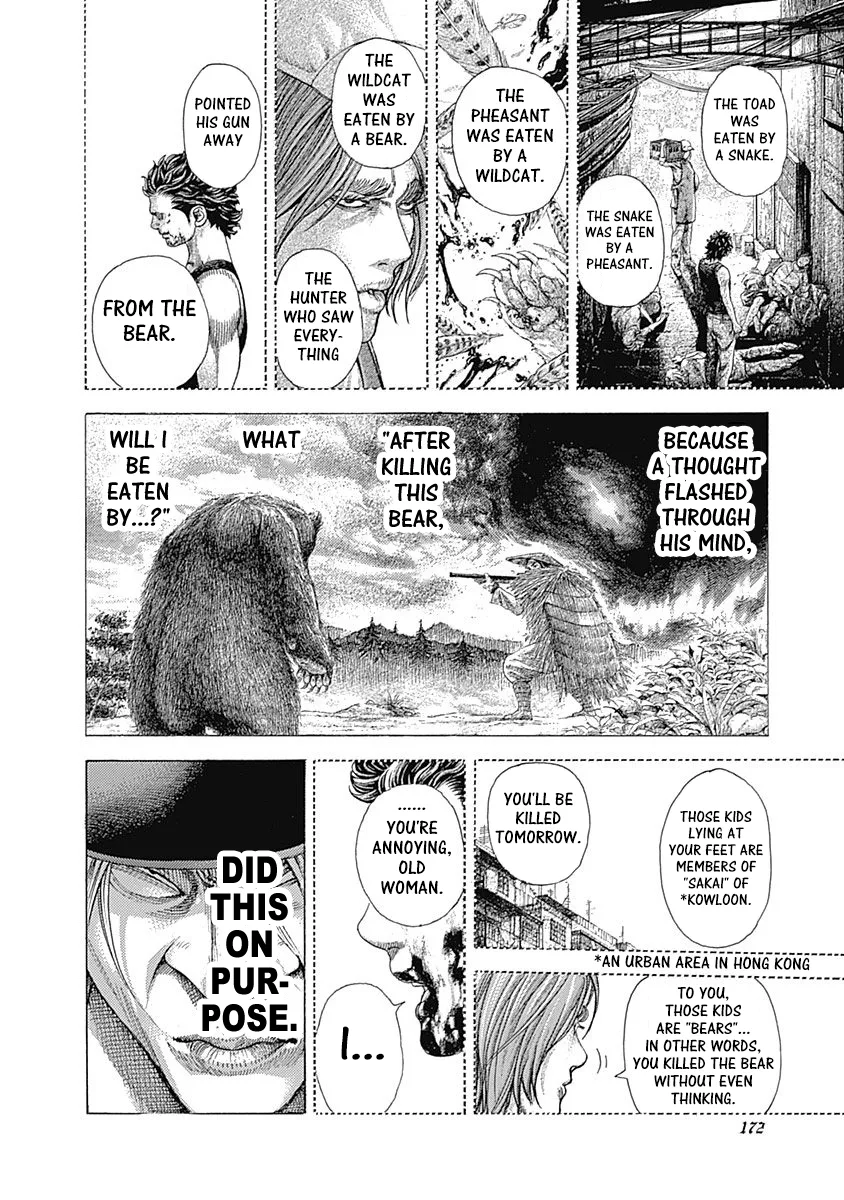 THE TOAD
WAS
EATEN BY
A SNAKE.
THE SNAKE
WAS EATEN
BY A
PHEASANT.
THE
PHEASANT
WAS EATEN
BY A
WILDCAT.
THE
WILDCAT
WAS
EATEN BY
A BEAR.
THE
HUNTER
WHO SAW
EVERY-
THING
POINTED
HIS GUN
AWAY
FROM THE
BEAR.
BECAUSE
A THOUGHT
FLASHED
THROUGH
HIS MIND,
"AFTER
KILLING
THIS
BEAR,
WHAT
WILL I
BE
EATEN
BY...?"
THOSE KIDS
LYING AT
YOUR FEET ARE
MEMBERS OF
"SAKAI" OF
*KOWLOON.
YOU'LL BE
KILLED
TOMORROW.
*AN URBAN AREA IN HONG KONG
TO YOU,
THOSE KIDS
ARE "BEARS"...
IN OTHER WORDS,
YOU KILLED THE BEAR
WITHOUT EVEN
THINKING.
......
YOU'RE
ANNOYING,
OLD
WOMAN.
I...
DID
THIS
ON
PUR-
POSE.
172